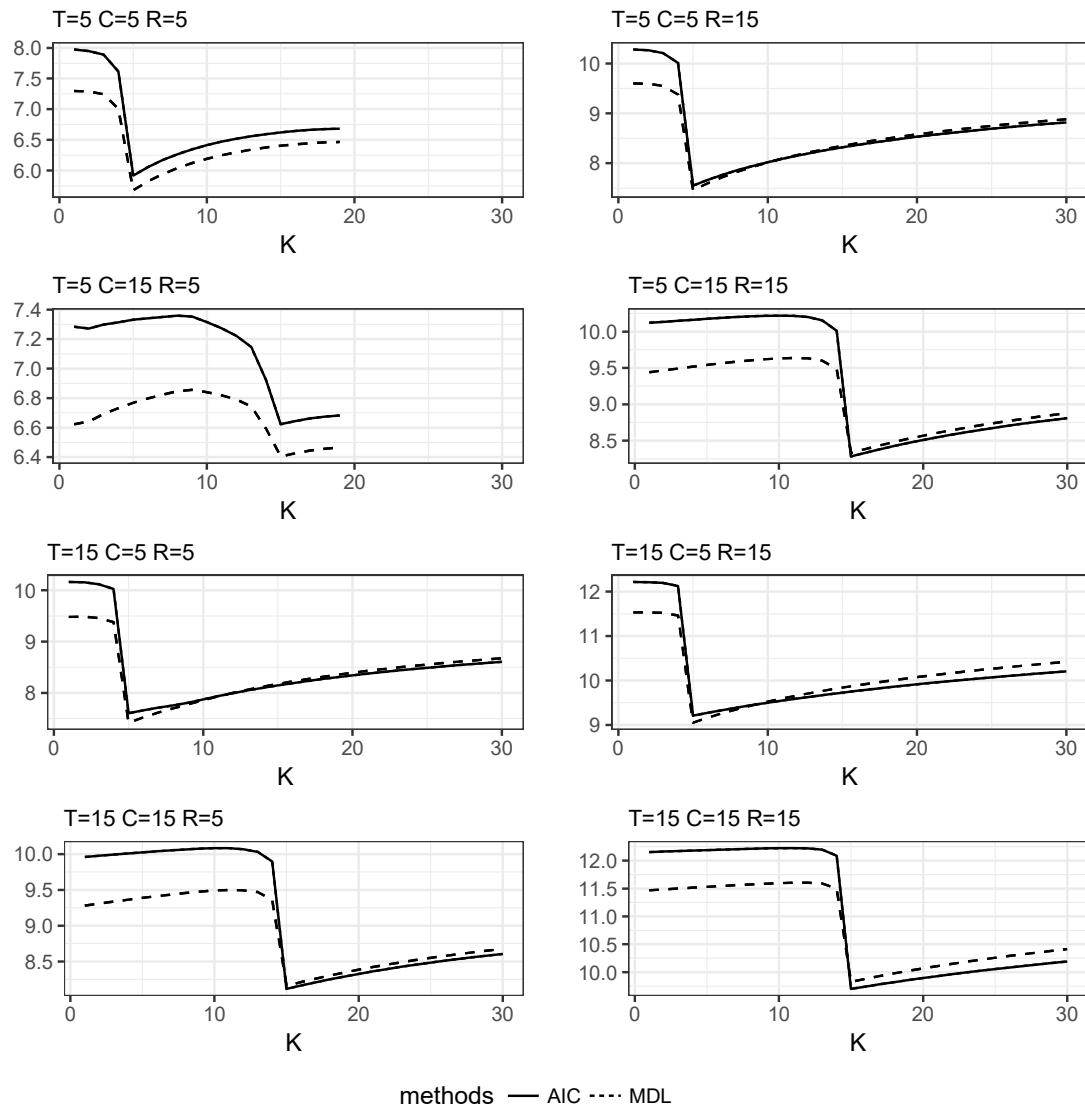 T=5 C=5 R=5
8.0
7.5
7.0
6.5
6.0
0 10 20 30
K
T=5 C=5 R=15
10
9
8
0 10 20 30
K
T=5 C=15 R=5
7.4
7.2
7.0
6.8
6.6
6.4
0 10 20 30
K
T=5 C=15 R=15
10.0
9.5
9.0
8.5
0 10 20 30
K
T=15 C=5 R=5
10
9
8
0 10 20 30
K
T=15 C=5 R=15
12
11
10
9
0 10 20 30
K
T=15 C=15 R=5
10.0
9.5
9.0
8.5
0 10 20 30
K
T=15 C=15 R=15
12.0
11.5
11.0
10.5
10.0
0 10 20 30
K
methods AIC MDL